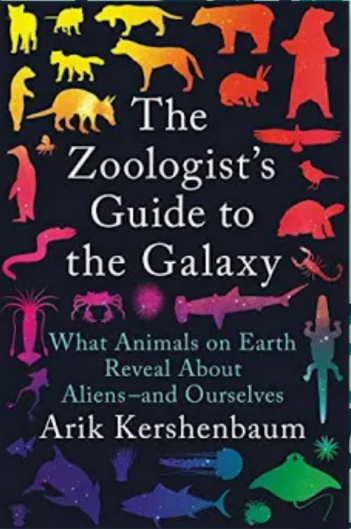 The
Zoologist's
Guide to
the Galaxy
What Animals on Earth
Reveal About
Aliens—and Ourselves
Arik Kershenbaum